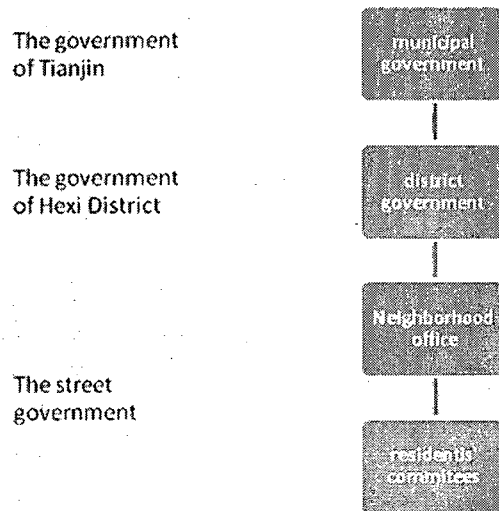 The government
of Tianjin
municipal
government
The government
of Hexi District
district
government
Neighborhood
office
The street
government
residents'
committees